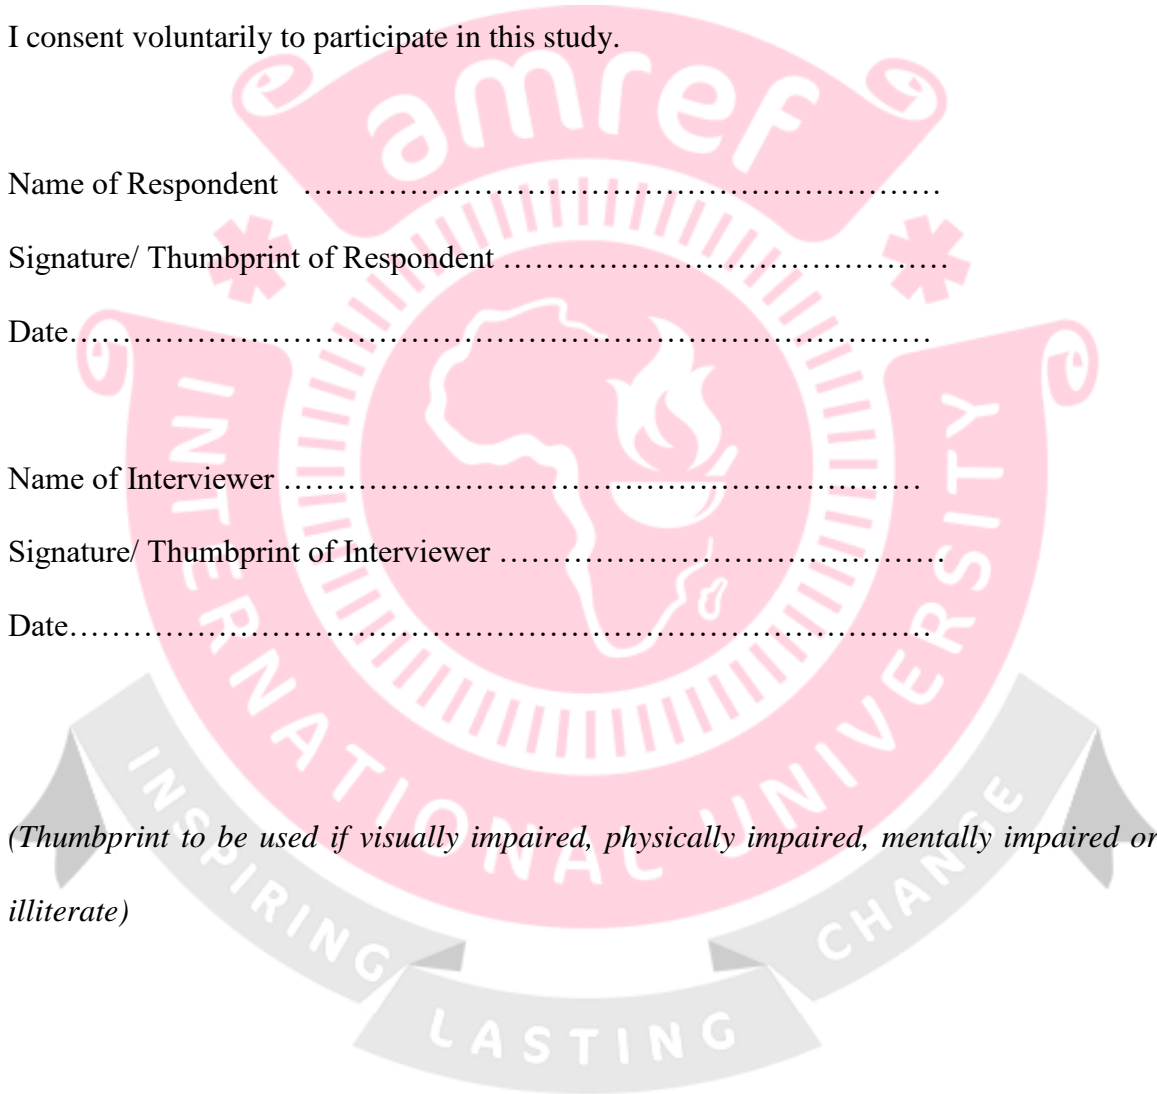 I consent voluntarily to participate in this study.
amref
Name of Respondent ……………………………………………………
Signature/ Thumbprint of Respondent ……………………………………
Date………………………………………………………………………
INTERNATIONAL UNIVERSITY
Name of Interviewer ……………………………………………………
Signature/ Thumbprint of Interviewer ……………………………………
Date………………………………………………………………………
(Thumbprint to be used if visually impaired, physically impaired, mentally impaired or
illiterate)
INSPIRING
LASTING
CHANGE